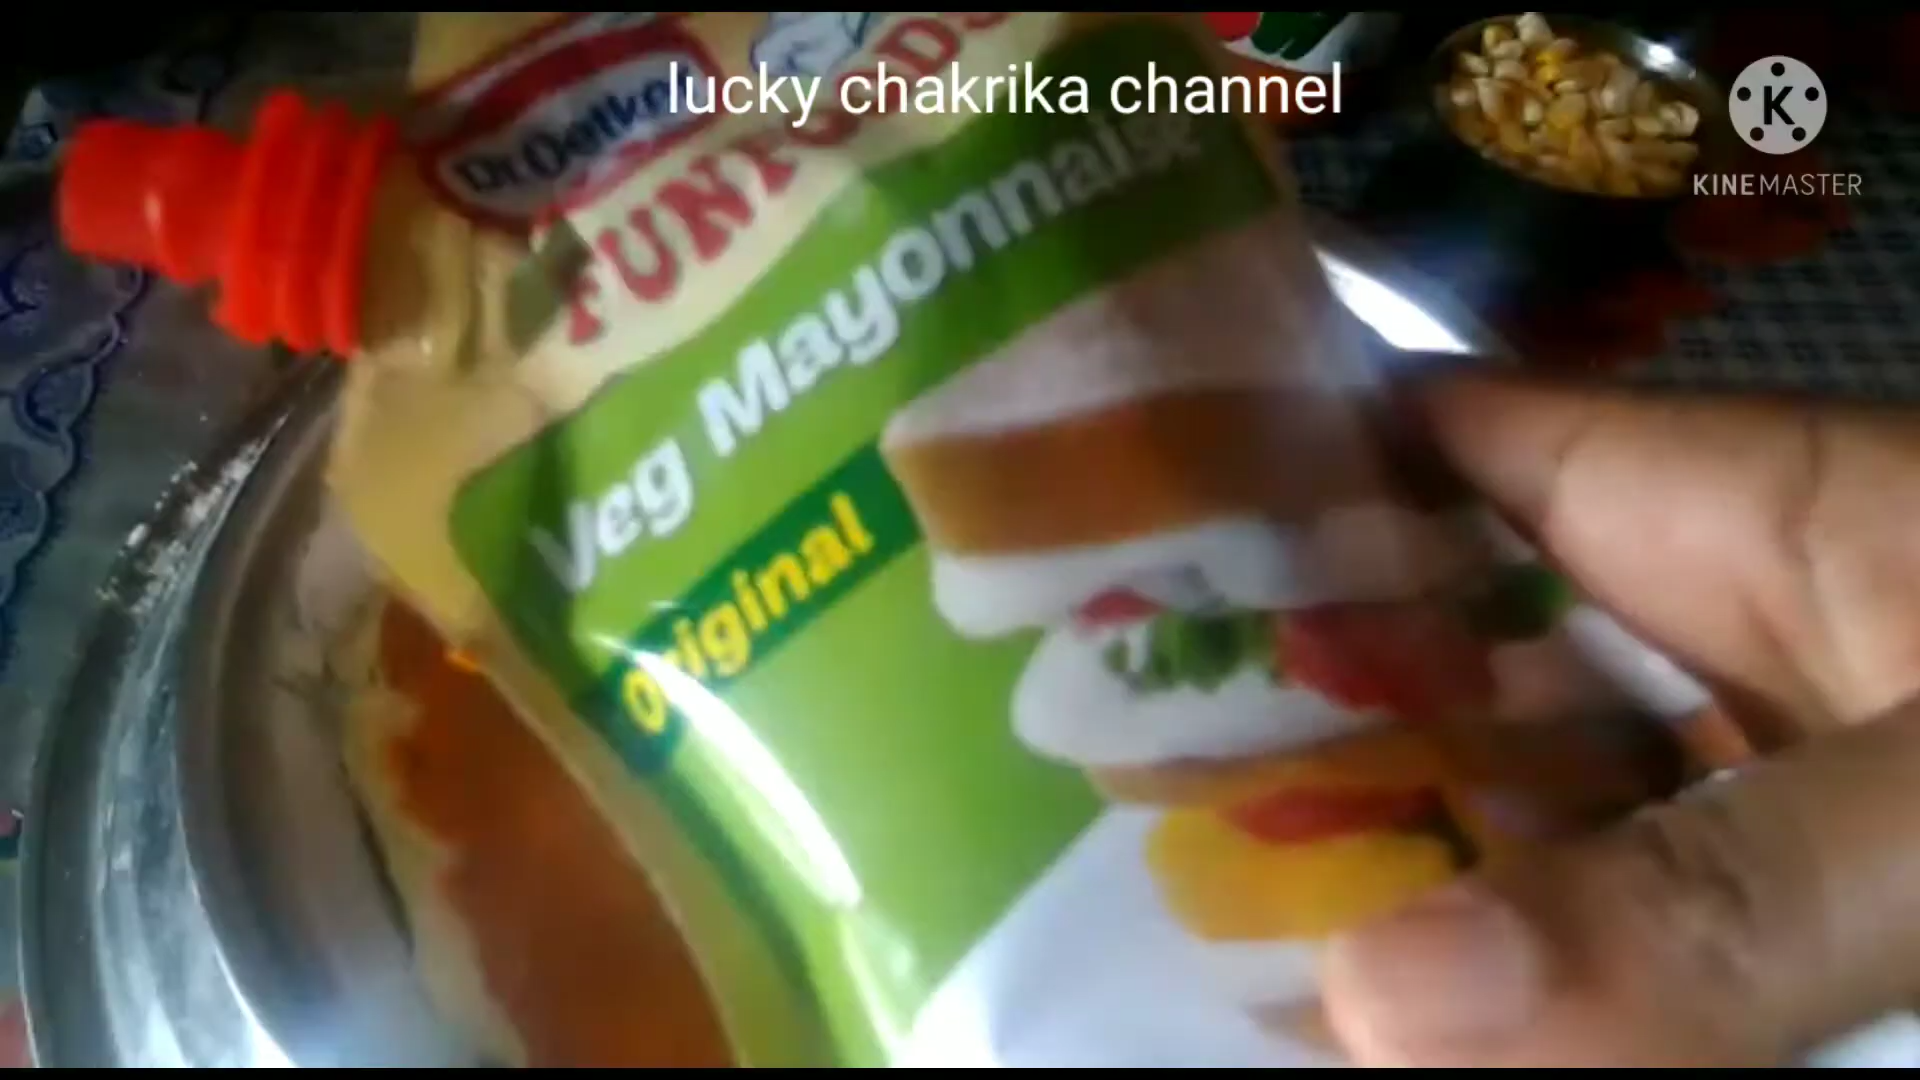 lucky chakrika channel
K
KINEMASTER
Dr.Oetker
FUNFOODS
Veg Mayonnaise
Original